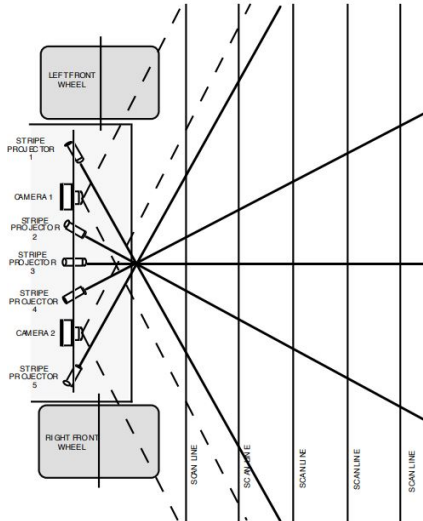 LEFT FRONT
WHEEL
STRIPE
PROJECTOR
1
CAMERA 1
STRIPE
PROJECTOR
2
STRIPE
PROJECTOR
3
STRIPE
PROJECTOR
4
CAMERA 2
STRIPE
PROJECTOR
5
RIGHT FRONT
WHEEL
SCAN LINE
SCAN LINE
SCAN LINE
SCAN LINE
SCAN LINE